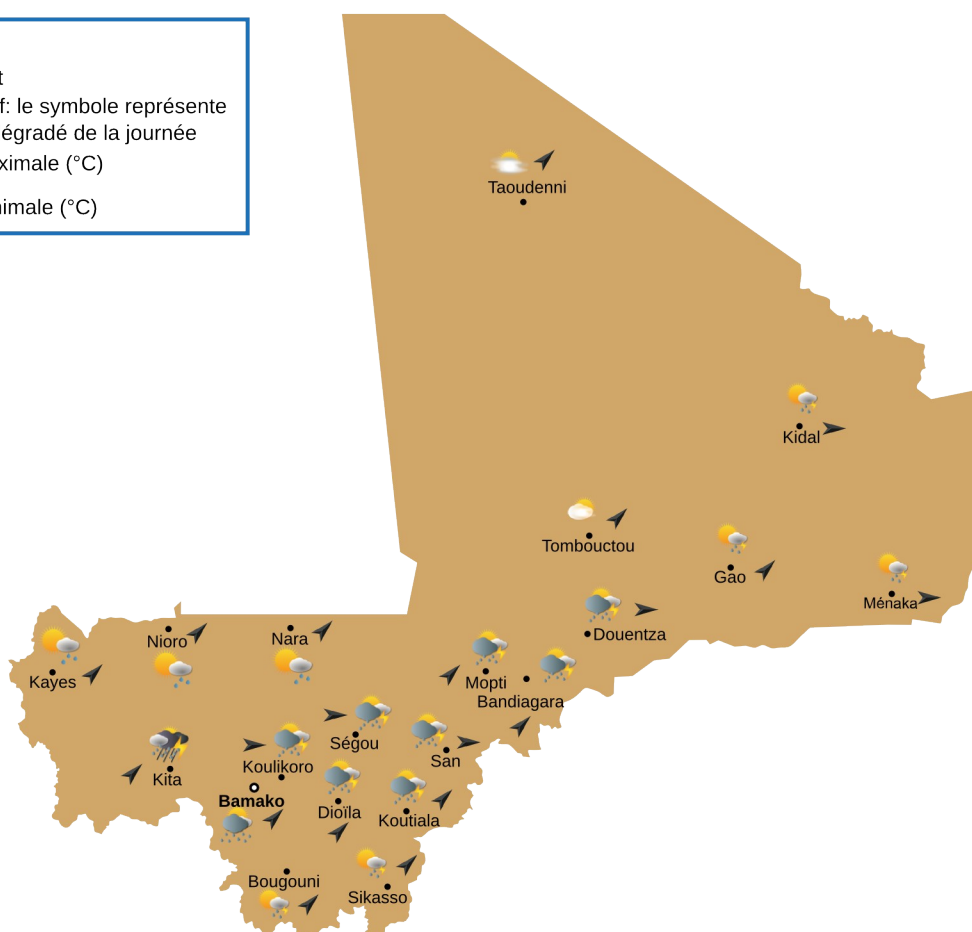 t
f: le symbole représente
égradé de la journée
ximale (°C)
nimale (°C)
Taoudenni
Kidal
Tombouctou
Gao
Ménaka
Douentza
Nioro
Nara
Kayes
Mopti
Bandiagara
Ségou
San
Koulikoro
Kita
Bamako
Dioïla
Koutiala
Bougouni
Sikasso